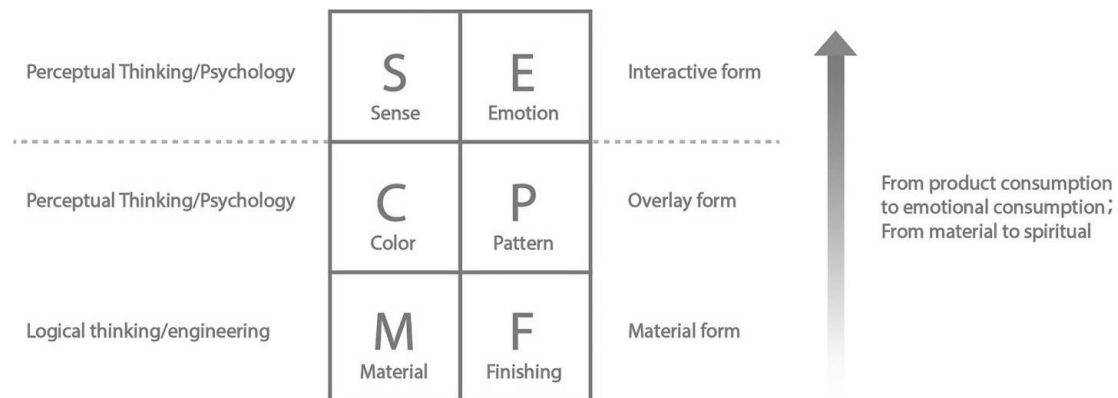 Perceptual Thinking/Psychology
S
Sense
E
Emotion
Interactive form
Perceptual Thinking/Psychology
C
Color
P
Pattern
Overlay form
Logical thinking/engineering
M
Material
F
Finishing
Material form
From product consumption
to emotional consumption;
From material to spiritual